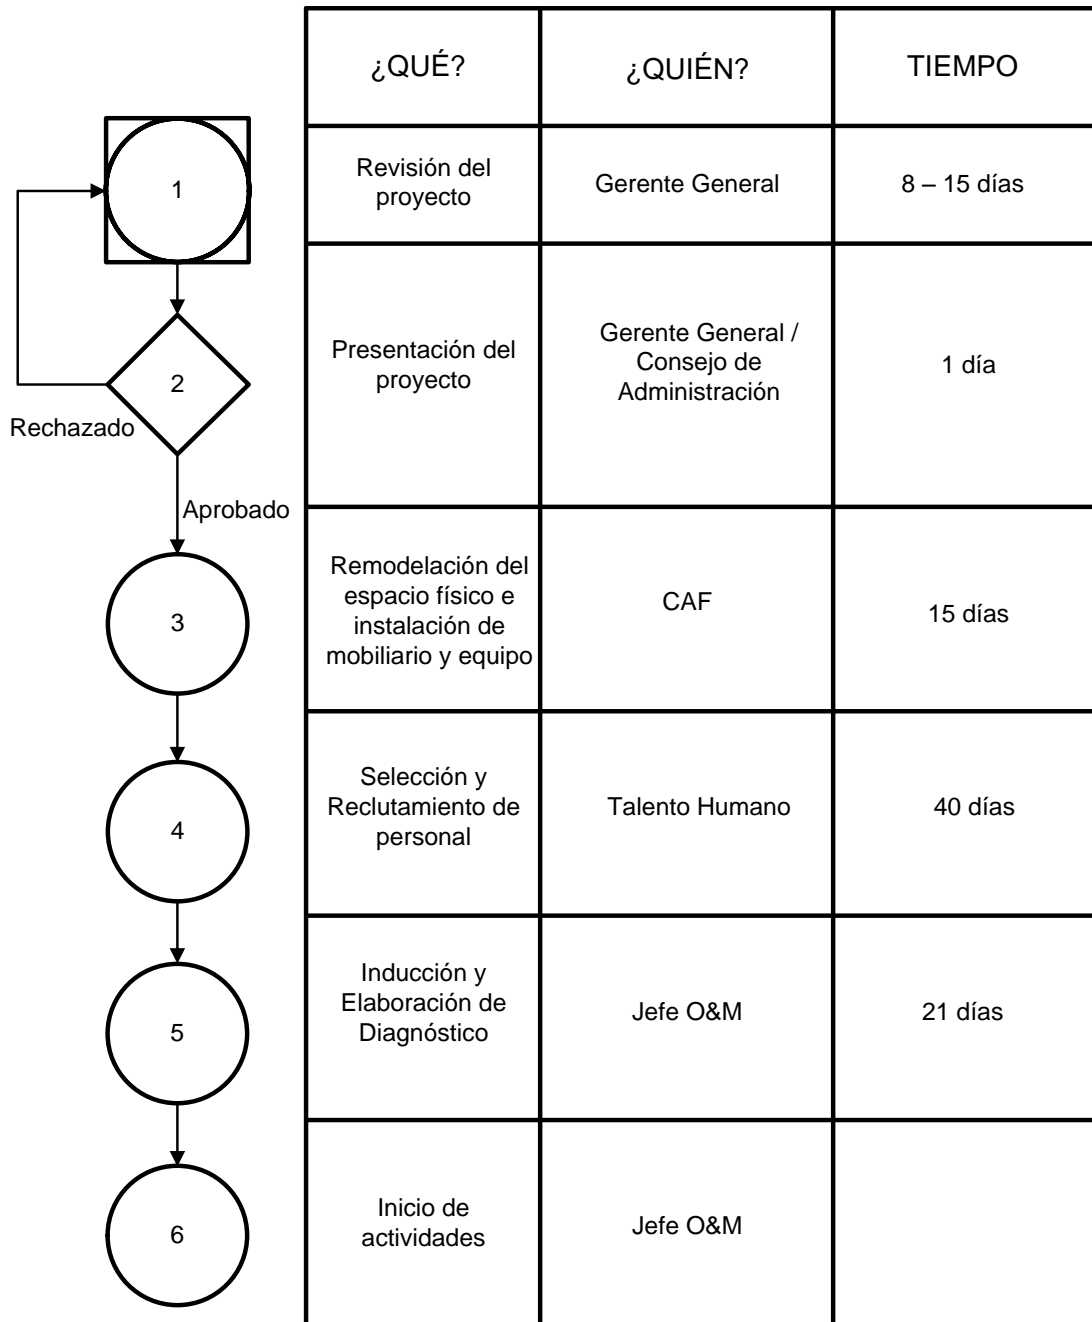 ¿QUÉ?
¿QUIÉN?
TIEMPO
1
Revisión del
proyecto
Gerente General
8 – 15 días
2
Rechazado
Aprobado
Presentación del
proyecto
Gerente General /
Consejo de
Administración
1 día
3
Remodelación del
espacio físico e
instalación de
mobiliario y equipo
CAF
15 días
4
Selección y
Reclutamiento de
personal
Talento Humano
40 días
5
Inducción y
Elaboración de
Diagnóstico
Jefe O&M
21 días
6
Inicio de
actividades
Jefe O&M